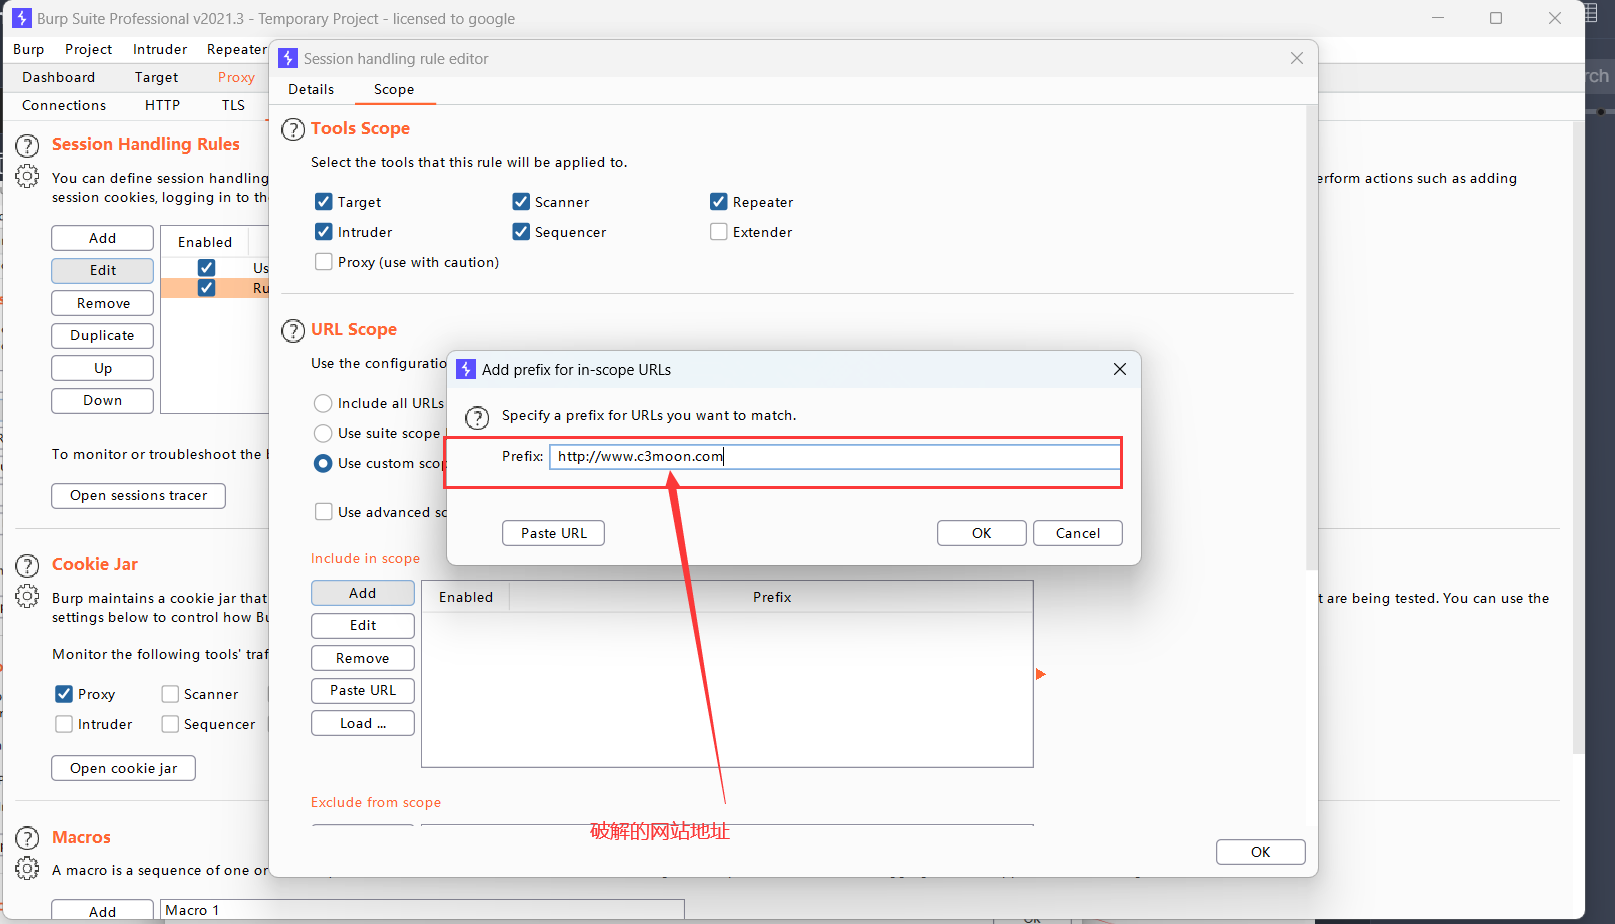 Burp Suite Professional v2021.3 - Temporary Project - licensed to google
Burp Project Intruder Repeater
Dashboard Target Proxy
Connections HTTP TLS
Session Handling Rules
You can define session handling
session cookies, logging in to
erform actions such as adding
Add
Edit
Remove
Duplicate
Up
Down
Enabled
Us
Ru
To monitor or troubleshoot the
Open sessions tracer
Cookie Jar
Burp maintains a cookie jar that
settings below to control how
t are being tested. You can use the
Monitor the following tools'
Proxy Scanner
Intruder Sequencer
Open cookie jar
Macros
A macro is a sequence of one or
Add
Macro 1
Session handling rule editor
Details Scope
Tools Scope
Select the tools that this rule will be applied to.
Target Scanner Repeater
Intruder Sequencer Extender
Proxy (use with caution)
URL Scope
Use the configuratio
Include all URLs
Use suite scope
Use custom scop
Use advanced sc
Include in scope
Add
Edit
Remove
Paste URL
Load ...
Enabled Prefix
Exclude from scope
OK
Add prefix for in-scope URLs
Specify a prefix for URLs you want to match.
Prefix: http://www.c3moon.com
Paste URL OK Cancel
破解的网站地址
rch